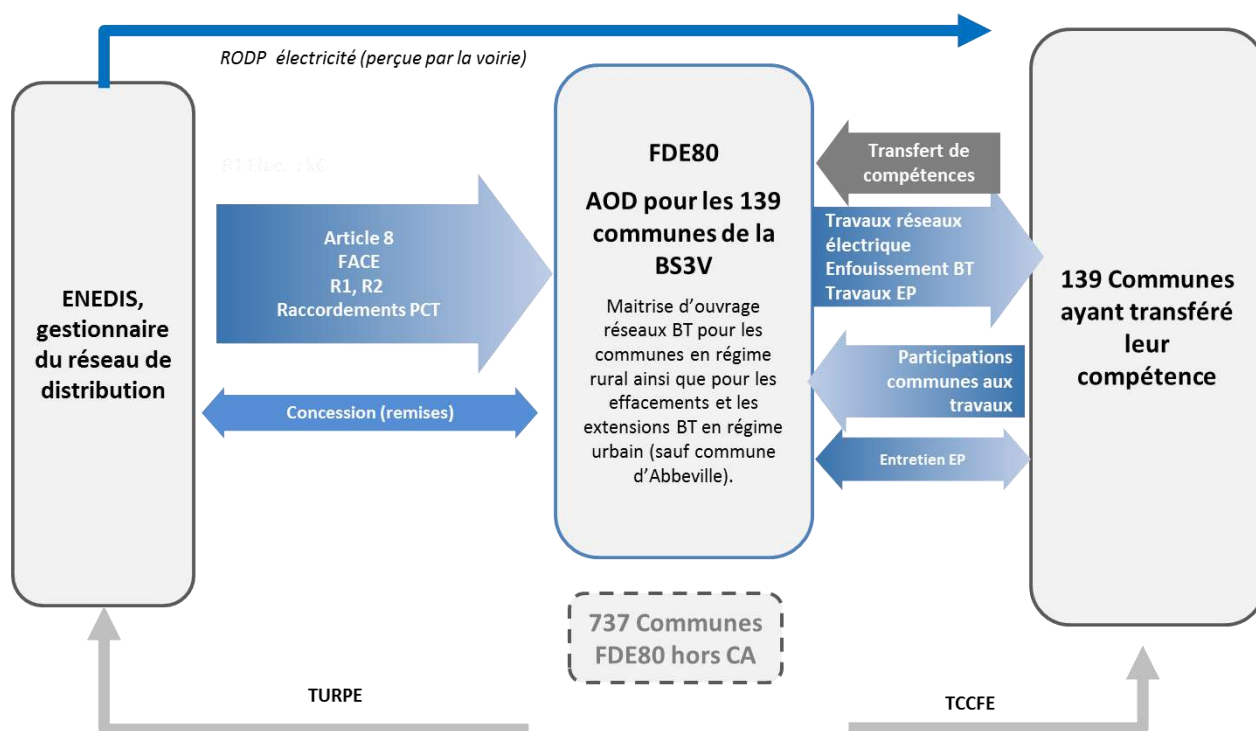 RODP électricité (perçue par la voirie)
ENEDIS,
gestionnaire
du réseau de
distribution
R1 Elec. : k€
Article 8
FACE
R1, R2
Raccordements PCT
Concession (remises)
FDE80
AOD pour les 139
communes de la
BS3V
Maitrise d’ouvrage
réseaux BT pour les
communes en régime
rural ainsi que pour les
effacements et les
extensions BT en régime
urbain (sauf commune
d’Abbeville).
Transfert de
compétences
Travaux réseaux
électrique
Enfouissement BT
Travaux EP
Participations
communes aux
travaux
Entretien EP
139 Communes
ayant transféré
leur
compétence
737 Communes
FDE80 hors CA
TURPE
TCCFE